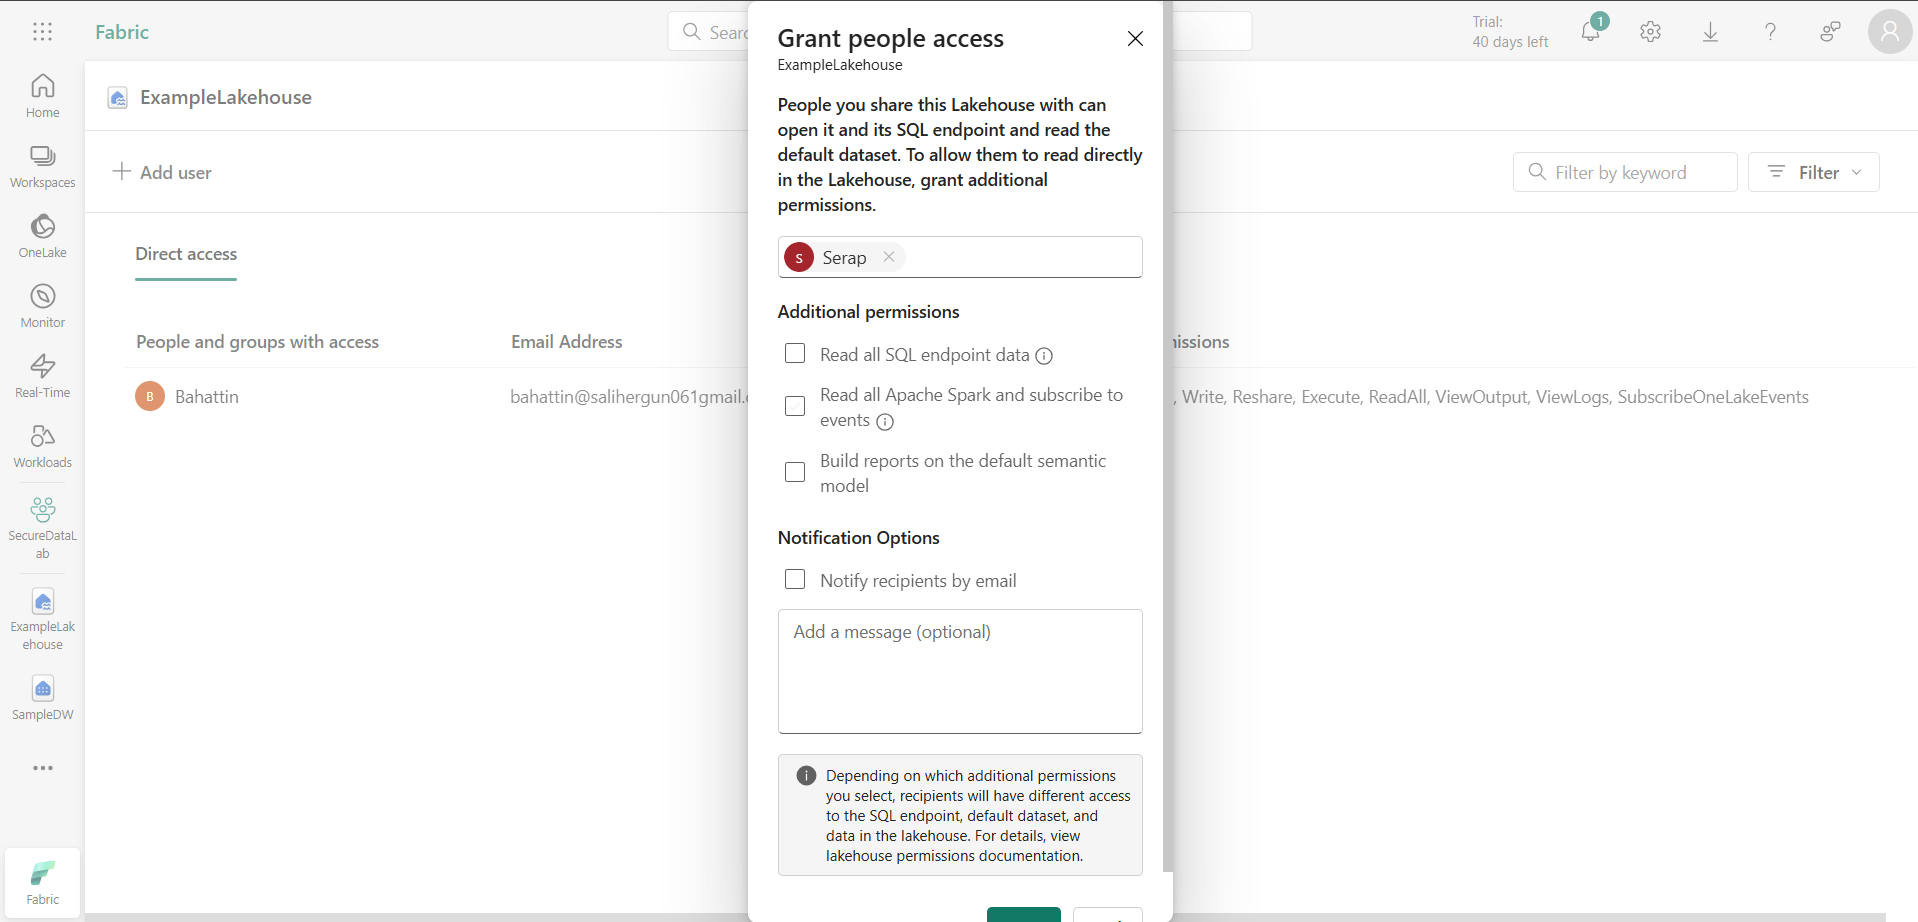 Fabric
Sear
Trial:
40 days left
1
Home
Workspaces
OneLake
Monitor
Real-Time
Workloads
SecureDataL
ab
ExampleLak
ehouse
SampleDW
Fabric
ExampleLakehouse
Add user
Filter by keyword
Filter
Direct access
People and groups with access
Email Address
issions
B
Bahattin
bahattin@salihergun061gmail.
, Write, Reshare, Execute, ReadAll, ViewOutput, ViewLogs, SubscribeOneLakeEvents
Grant people access
ExampleLakehouse
People you share this Lakehouse with can
open it and its SQL endpoint and read the
default dataset. To allow them to read directly
in the Lakehouse, grant additional
permissions.
S
Serap
Additional permissions
Read all SQL endpoint data
Read all Apache Spark and subscribe to
events
Build reports on the default semantic
model
Notification Options
Notify recipients by email
Add a message (optional)
Depending on which additional permissions
you select, recipients will have different access
to the SQL endpoint, default dataset, and
data in the lakehouse. For details, view
lakehouse permissions documentation.